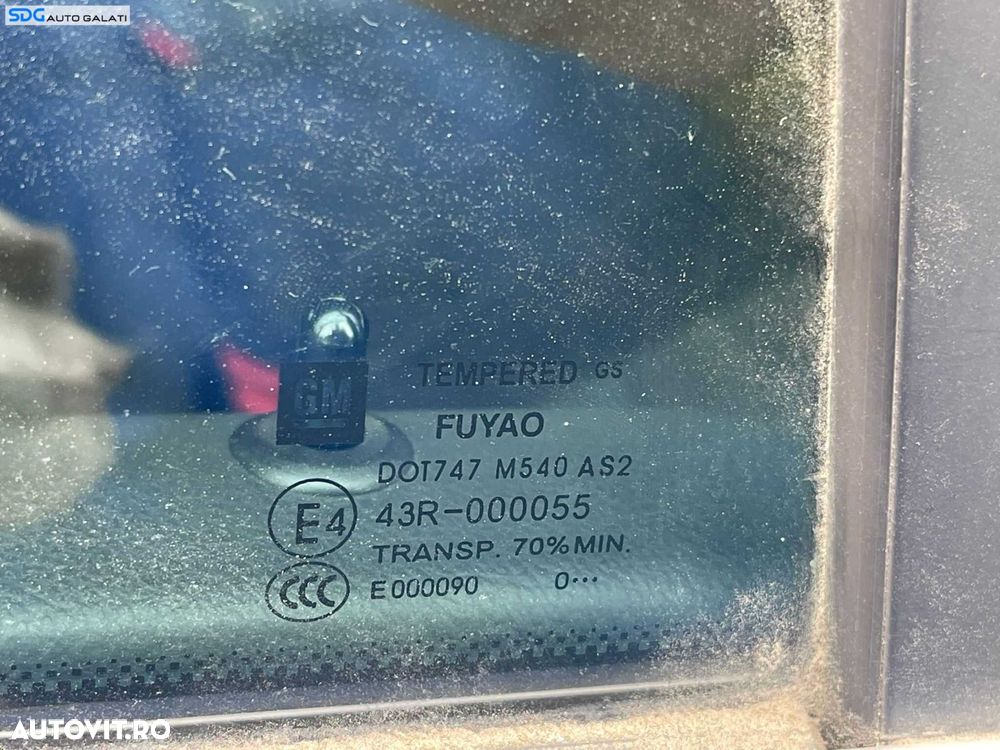 SDG AUTO GALATI
GM
TEMPERED GS
FUYAO
DOT747 M540 AS2
E4 43R-000055
TRANSP. 70%MIN.
CCC E000090 0···
AUTOVIT.RO